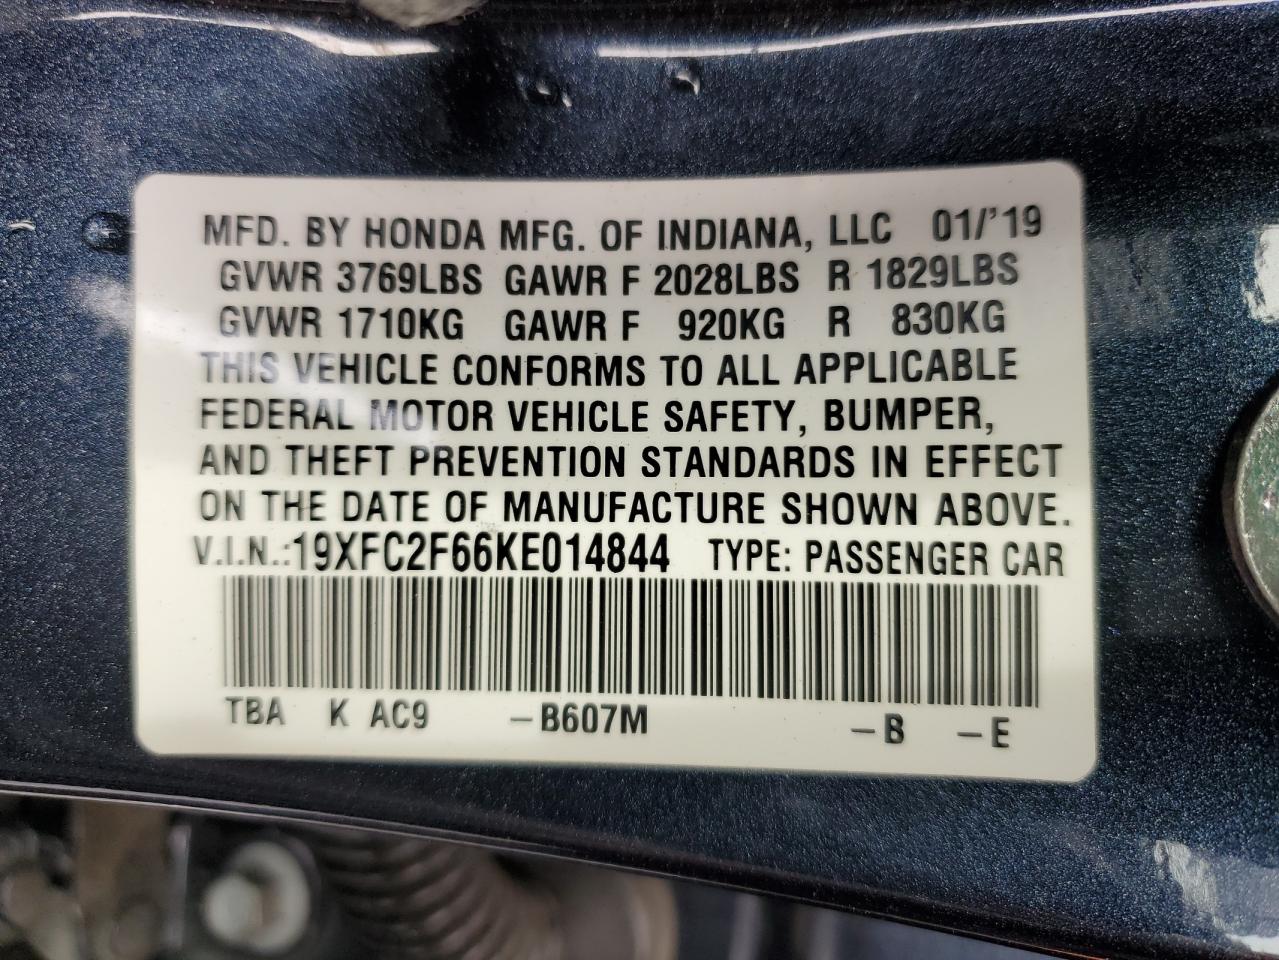 MFD. BY HONDA MFG. OF INDIANA, LLC 01/'19
GVWR 3769LBS GAWR F 2028LBS R 1829LBS
GVWR 1710KG GAWR F 920KG R 830KG
THIS VEHICLE CONFORMS TO ALL APPLICABLE
FEDERAL MOTOR VEHICLE SAFETY, BUMPER,
AND THEFT PREVENTION STANDARDS IN EFFECT
ON THE DATE OF MANUFACTURE SHOWN ABOVE.
V.I.N.:19XFC2F66KE014844 TYPE: PASSENGER CAR
TBA K AC9 –B607M –B –E